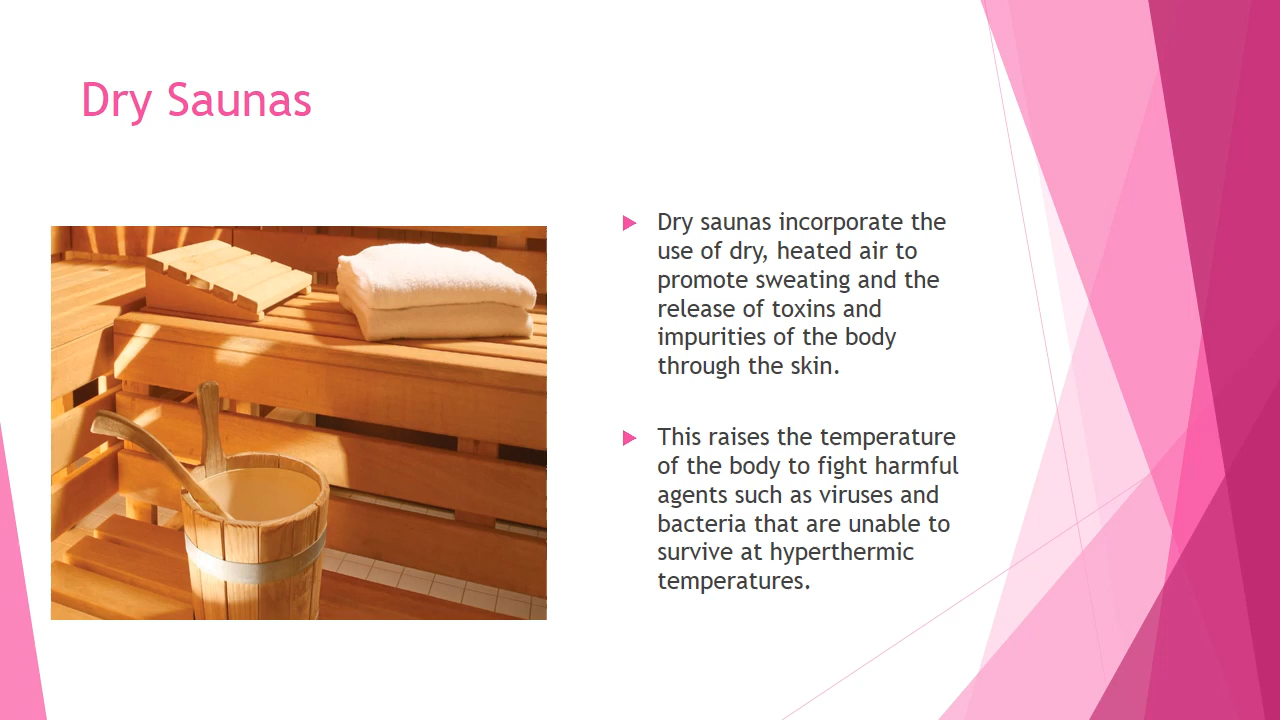 Dry Saunas
Dry saunas incorporate the
use of dry, heated air to
promote sweating and the
release of toxins and
impurities of the body
through the skin.
This raises the temperature
of the body to fight harmful
agents such as viruses and
bacteria that are unable to
survive at hyperthermic
temperatures.